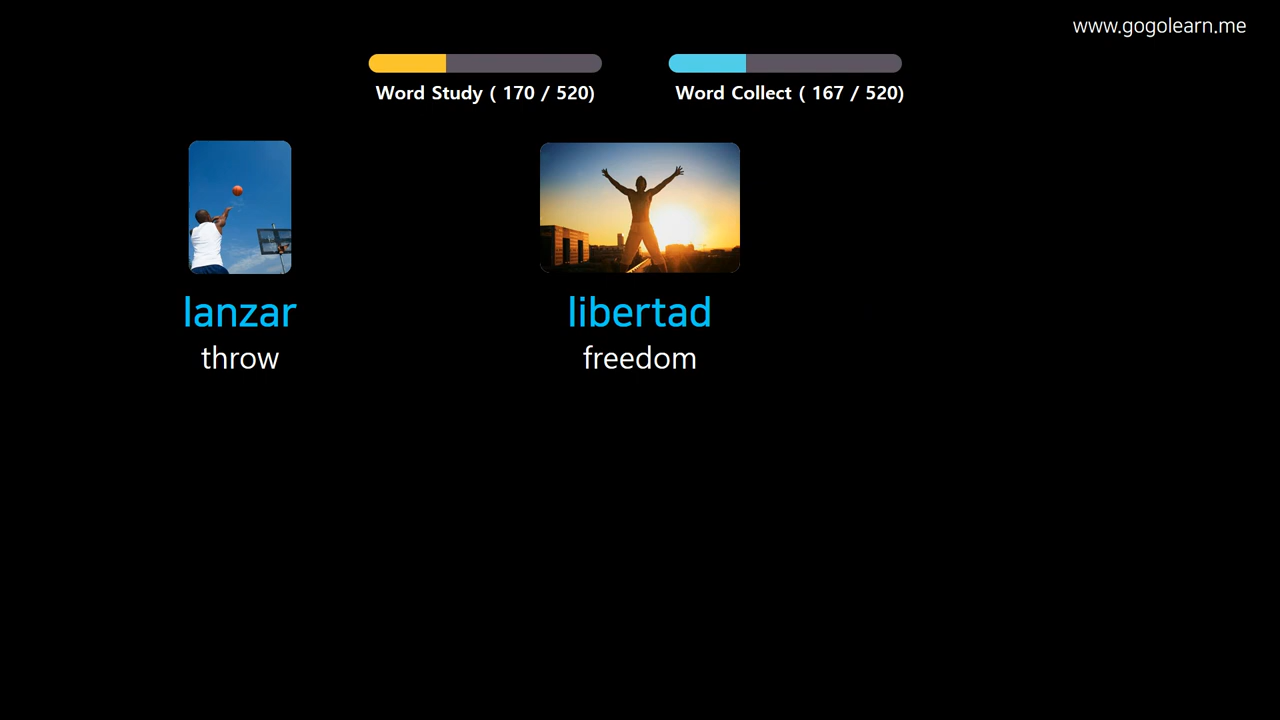 www.gogolearn.me
Word Study ( 170 / 520)
Word Collect ( 167 / 520)
lanzar
throw
libertad
freedom